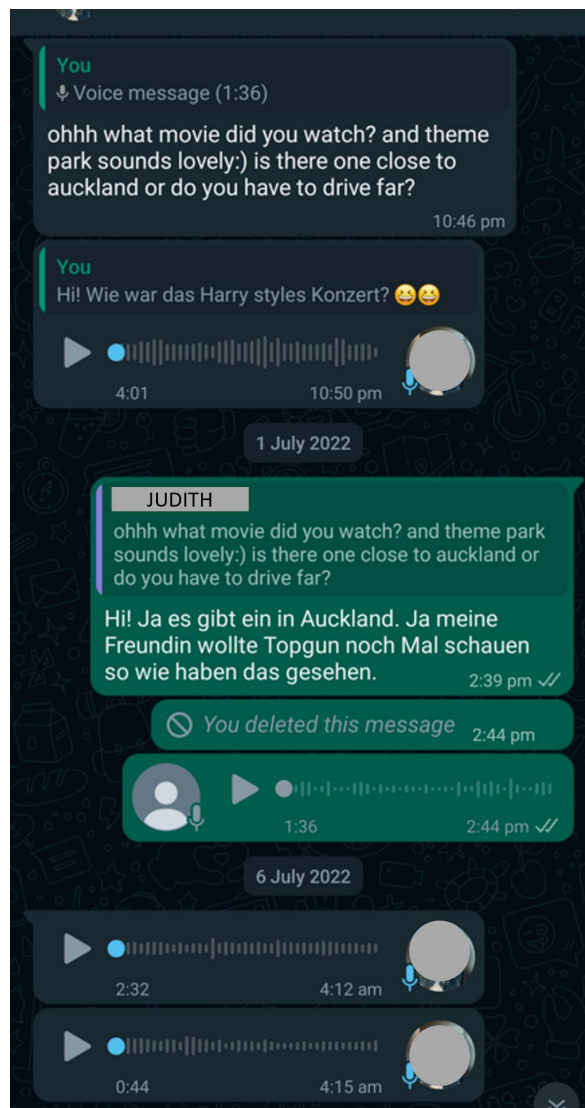 You
Voice message (1:36)
ohhh what movie did you watch? and theme
park sounds lovely:) is there one close to
auckland or do you have to drive far?
10:46 pm
You
Hi! Wie war das Harry styles Konzert? 😆😆
4:01 10:50 pm
1 July 2022
JUDITH
ohhh what movie did you watch? and theme park
sounds lovely:) is there one close to auckland or
do you have to drive far?
Hi! Ja es gibt ein in Auckland. Ja meine
Freundin wollte Topgun noch Mal schauen
so wie haben das gesehen.
2:39 pm
You deleted this message 2:44 pm
1:36 2:44 pm
6 July 2022
2:32 4:12 am
0:44 4:15 am